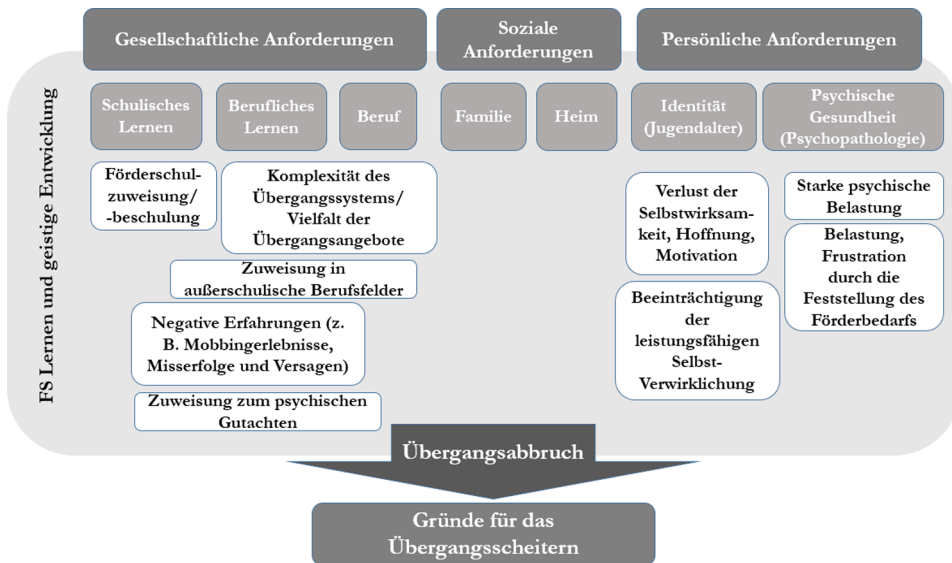 Gesellschaftliche Anforderungen
Soziale
Anforderungen
Persönliche Anforderungen
FS Lernen und geistige Entwicklung
Schulisches
Lernen
Berufliches
Lernen
Beruf
Familie
Heim
Identität
(Jugendalter)
Psychische
Gesundheit
(Psychopathologie)
Förderschul-
zuweisung/
-beschulung
Komplexität des
Übergangssystems/
Vielfalt der
Übergangsangebote
Zuweisung in
außerschulische Berufsfelder
Negative Erfahrungen (z.
B. Mobbingerlebnisse,
Misserfolge und Versagen)
Zuweisung zum psychischen
Gutachten
Verlust der
Selbstwirksam-
keit, Hoffnung,
Motivation
Beeinträchtigung
der
leistungsfähigen
Selbst-
Verwirklichung
Starke psychische
Belastung
Belastung,
Frustration
durch die
Feststellung des
Förderbedarfs
Übergangsabbruch
Gründe für das
Übergangsscheitern